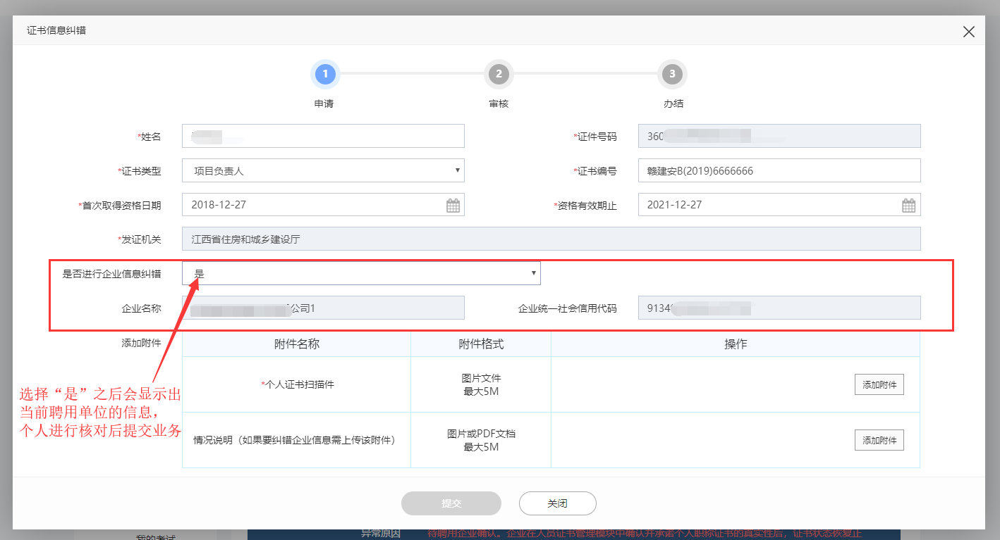 证书信息纠错
1 2 3
申请 审核 办结
*姓名 *证件号码 360
*证书类型 项目负责人 *证书编号 赣建安B(2019)6666666
*首次取得资格日期 2018-12-27 *资格有效期止 2021-12-27
*发证机关 江西省住房和城乡建设厅
是否进行企业信息纠错 是
企业名称 公司1 企业统一社会信用代码 9134
添加附件 附件名称 附件格式 操作
*个人证书扫描件 图片文件 添加附件
最大5M
选择“是”之后会显示出
当前聘用单位的信息，
个人进行核对后提交业务
情况说明（如果要纠错企业信息需上传该附件） 图片或PDF文档 添加附件
最大5M
提交 关闭
我的考试 异常原因 待聘用企业确认。企业在人员证书管理模块中确认并承诺个人职称证书的真实性后，证书状态恢复正